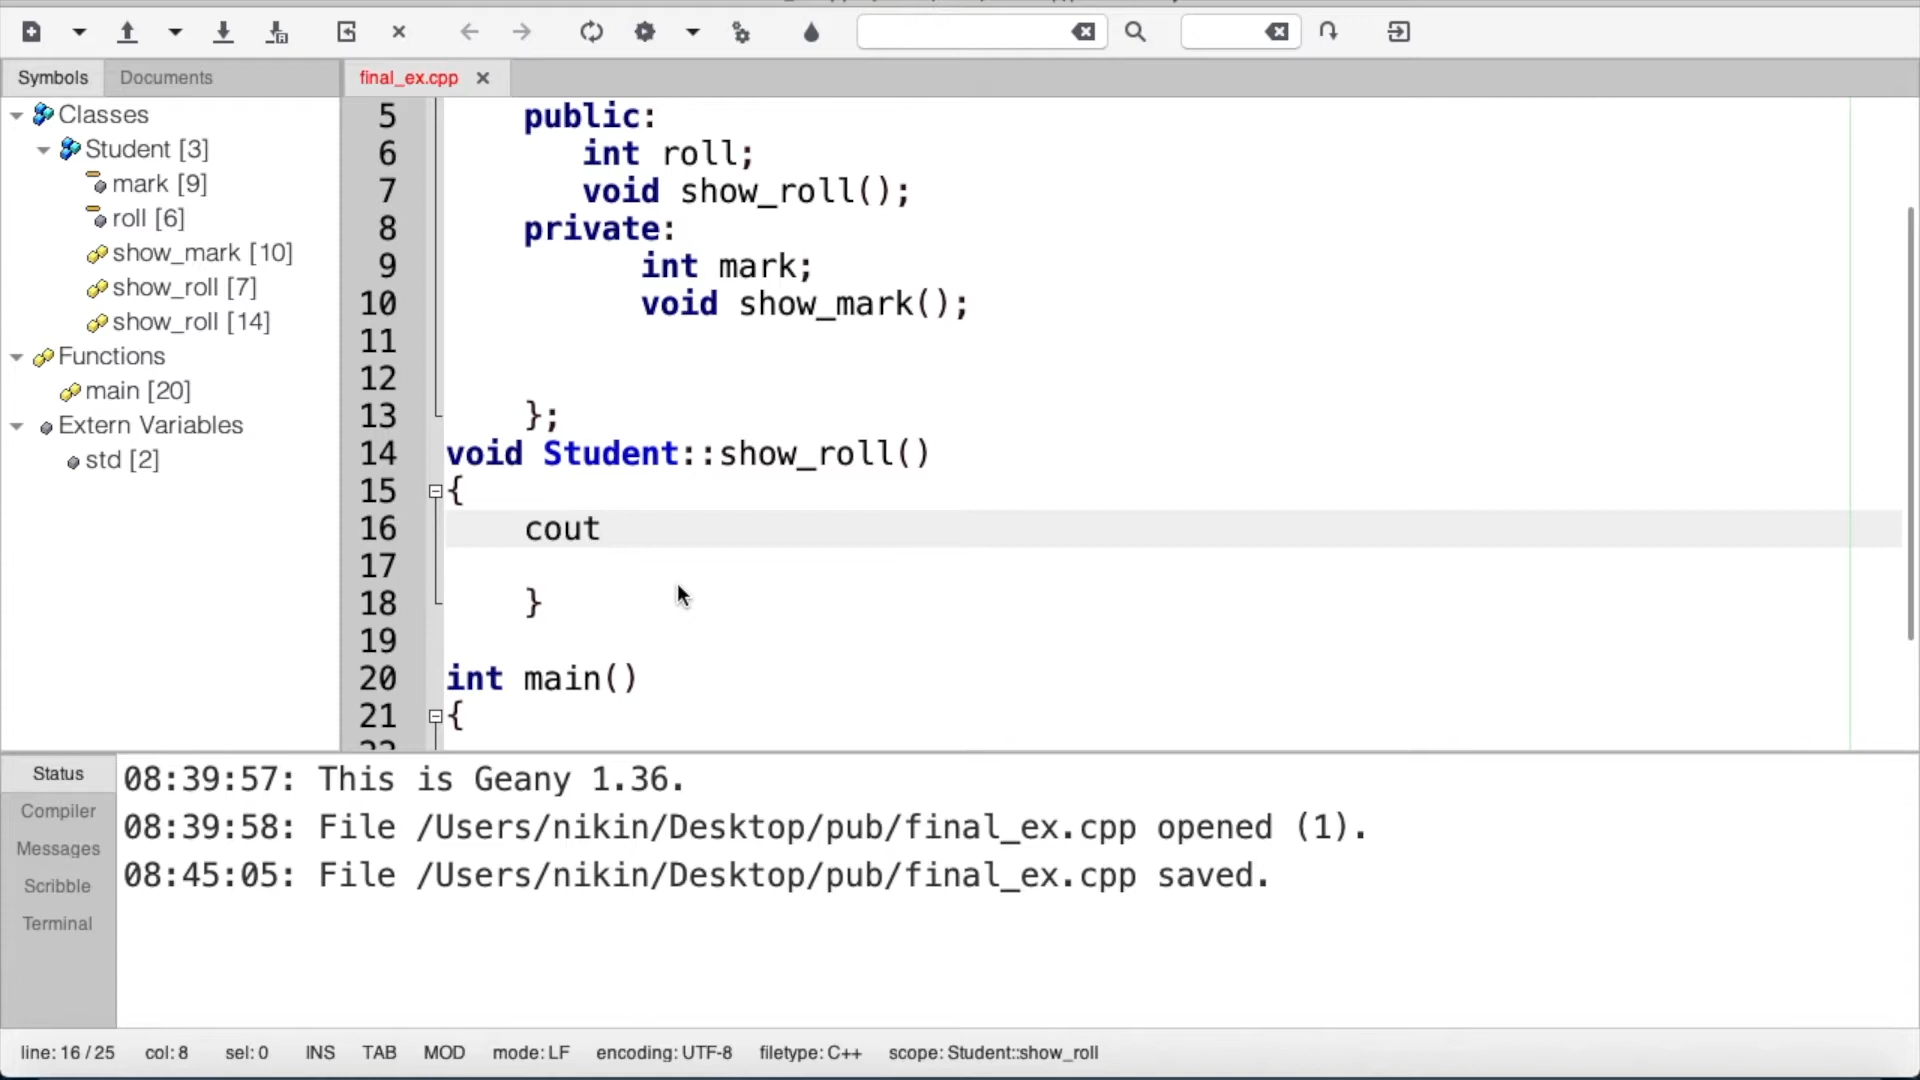 Symbols
Documents
final_ex.cpp
Classes
Student [3]
mark [9]
roll [6]
show_mark [10]
show_roll [7]
show_roll [14]
Functions
main [20]
Extern Variables
std [2]
5 public:
6 int roll;
7 void show_roll();
8 private:
9 int mark;
10 void show_mark();
11
12
13 };
14 void Student::show_roll()
15 {
16 cout
17
18 }
19
20 int main()
21 {
Status
Compiler
Messages
Scribble
Terminal
08:39:57: This is Geany 1.36.
08:39:58: File /Users/nikin/Desktop/pub/final_ex.cpp opened (1).
08:45:05: File /Users/nikin/Desktop/pub/final_ex.cpp saved.
line: 16 / 25 col: 8 sel: 0 INS TAB MOD mode: LF encoding: UTF-8 filetype: C++ scope: Student::show_roll